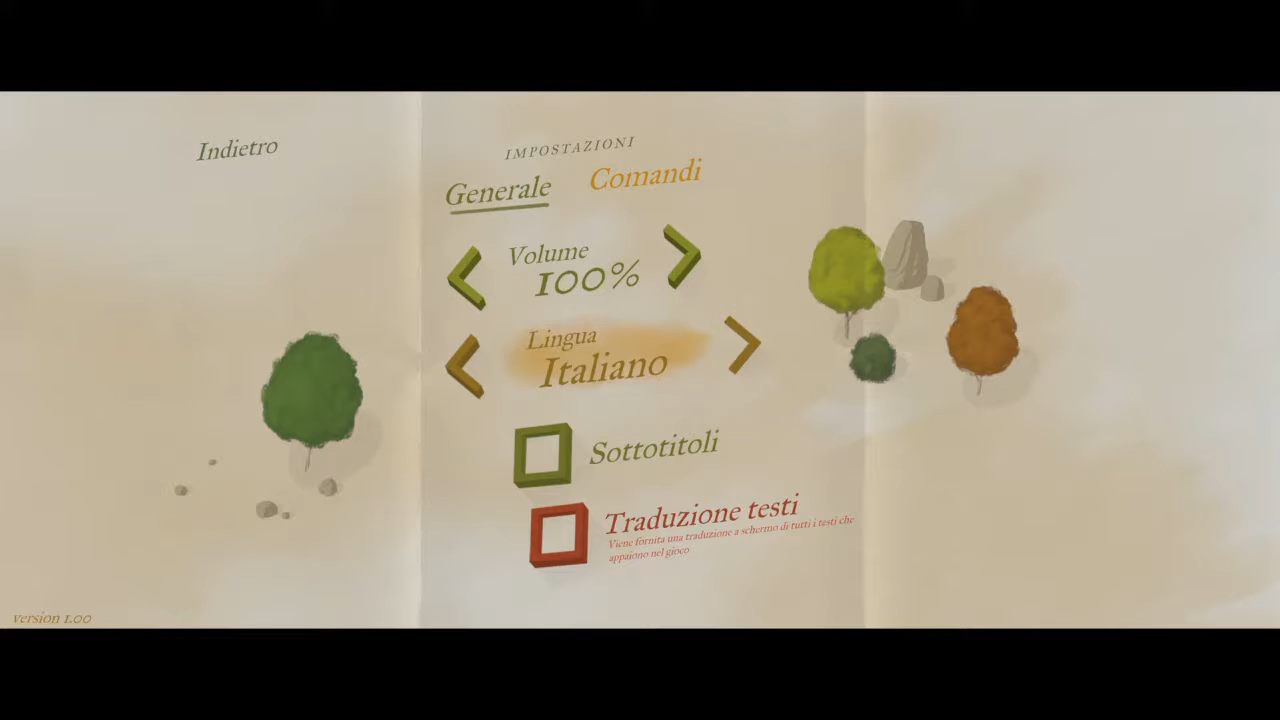 Indietro
IMPOSTAZIONI
Generale
Comandi
Volume
100%
Lingua
Italiano
Sottotitoli
Traduzione testi
Viene fornita una traduzione a schermo di tutti i testi che
appaiono nel gioco
version 1.00